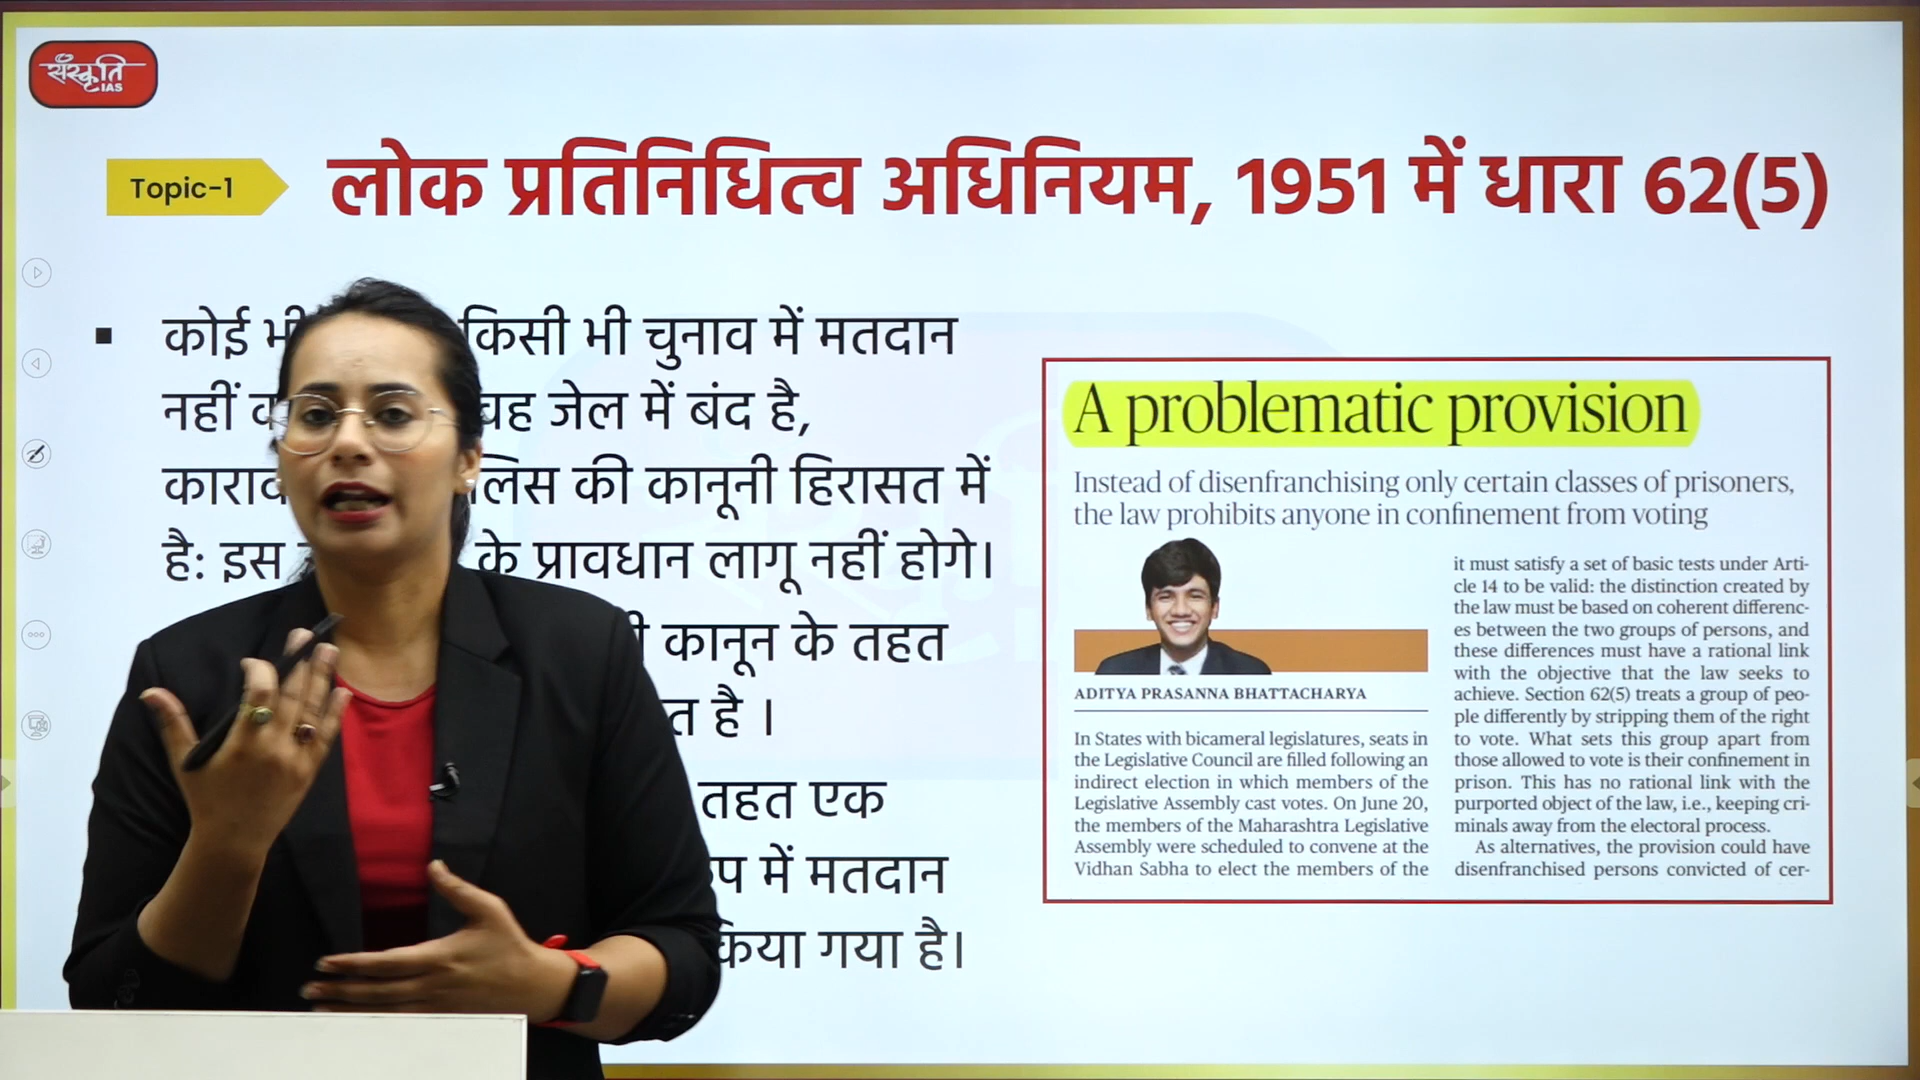 संस्कृति
IAS
Topic-1
लोक प्रतिनिधित्व अधिनियम, 1951 में धारा 62(5)
कोई किसी भी चुनाव में मतदान
नहीं वह जेल में बंद है,
की कानूनी हिरासत में
है: इस के प्रावधान लागू नहीं होगे।
कानून के तहत
है ।
तहत एक
में मतदान
गया है।
A problematic provision
Instead of disenfranchising only certain classes of prisoners,
the law prohibits anyone in confinement from voting
ADITYA PRASANNA BHATTACHARYA
In States with bicameral legislatures, seats in
the Legislative Council are filled following an
indirect election in which members of the
Legislative Assembly cast votes. On June 20,
the members of the Maharashtra Legislative
Assembly were scheduled to convene at the
Vidhan Sabha to elect the members of the
it must satisfy a set of basic tests under Arti-
cle 14 to be valid: the distinction created by
the law must be based on coherent differenc-
es between the two groups of persons, and
these differences must have a rational link
with the objective that the law seeks to
achieve. Section 62(5) treats a group of peo-
ple differently by stripping them of the right
to vote. What sets this group apart from
those allowed to vote is their confinement in
prison. This has no rational link with the
purported object of the law, i.e., keeping cri-
minals away from the electoral process.
As alternatives, the provision could have
disenfranchised persons convicted of cer-